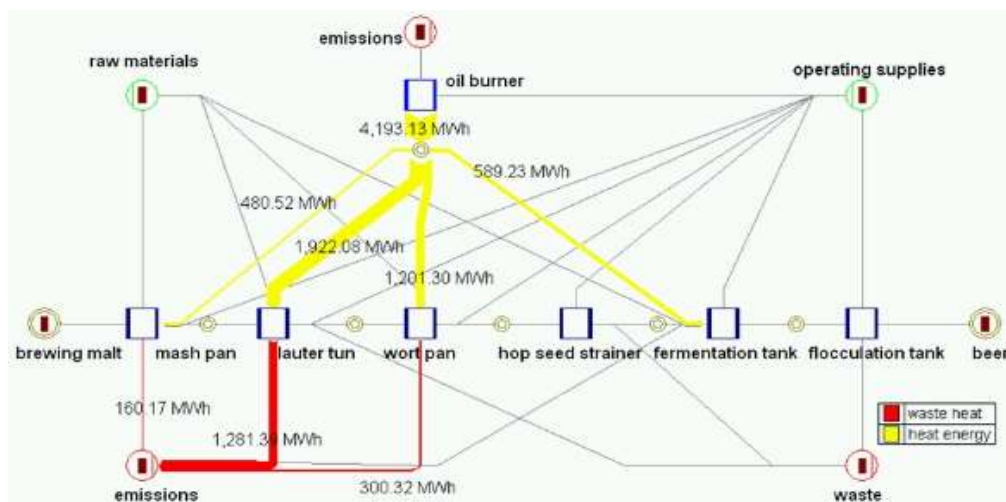 emissions
raw materials
oil burner
operating supplies
4,193.13 MWh
589.23 MWh
480.52 MWh
1,922.08 MWh
1,201.30 MWh
brewing malt
mash pan
lauter tun
wort pan
hop seed strainer
fermentation tank
flocculation tank
beer
160.17 MWh
1,281.39 MWh
waste heat
heat energy
300.32 MWh
emissions
waste